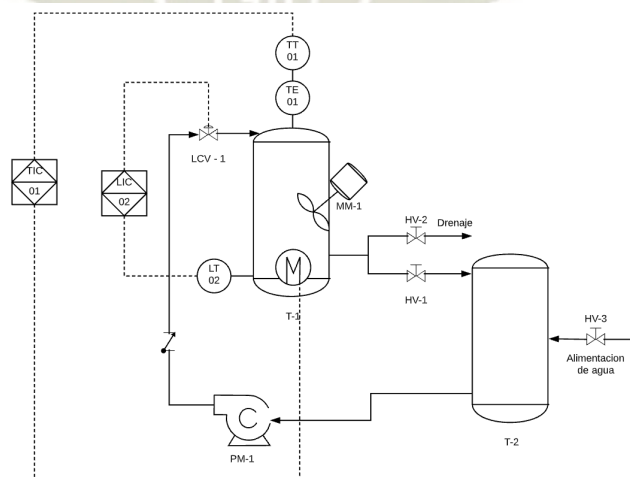 TT
01
TE
01
LCV - 1
TIC
01
LIC
02
MM-1
HV-2
Drenaje
LT
02
HV-1
T-1
HV-3
Alimentacion
de agua
C
PM-1
T-2